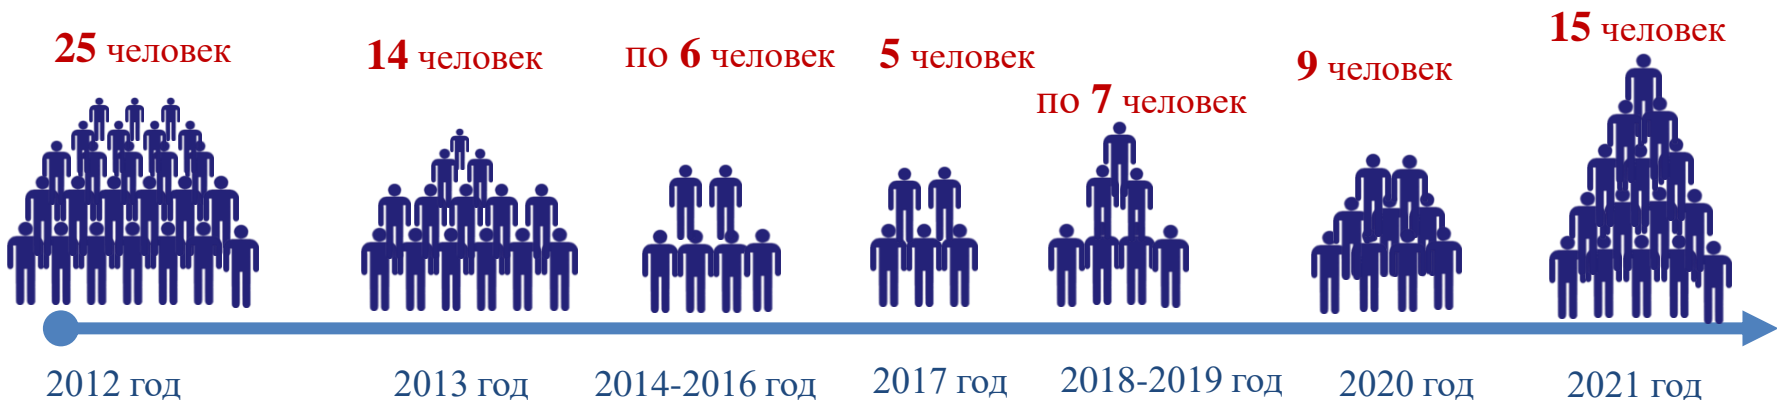 25 человек
14 человек
по 6 человек
5 человек
по 7 человек
9 человек
15 человек
2012 год
2013 год
2014-2016 год
2017 год
2018-2019 год
2020 год
2021 год